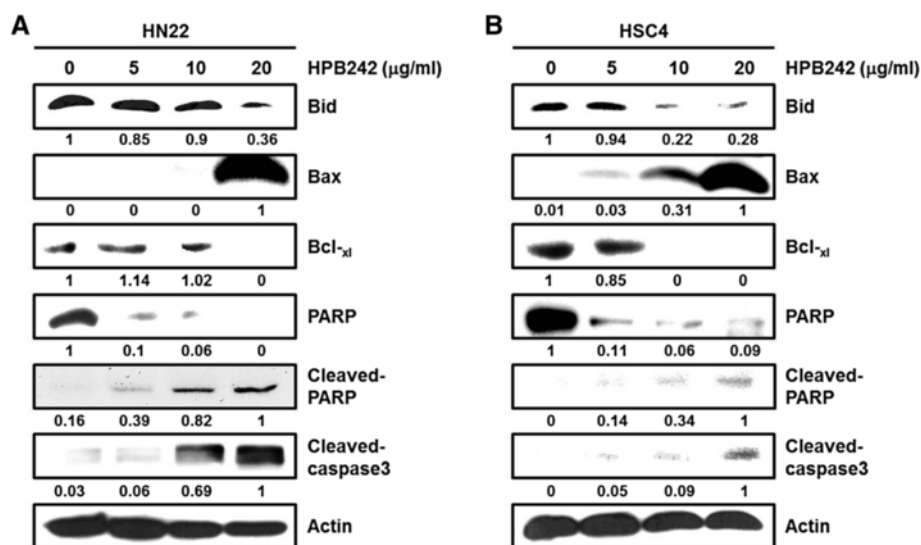 A
HN22
0 5 10 20 HPB242 (μg/ml)
Bid
1 0.85 0.9 0.36
Bax
0 0 0 1
Bcl-xl
1 1.14 1.02 0
PARP
1 0.1 0.06 0
Cleaved-
PARP
0.16 0.39 0.82 1
Cleaved-
caspase3
0.03 0.06 0.69 1
Actin
B
HSC4
0 5 10 20 HPB242 (μg/ml)
Bid
1 0.94 0.22 0.28
Bax
0.01 0.03 0.31 1
Bcl-xl
1 0.85 0 0
PARP
1 0.11 0.06 0.09
Cleaved-
PARP
0 0.14 0.34 1
Cleaved-
caspase3
0 0.05 0.09 1
Actin